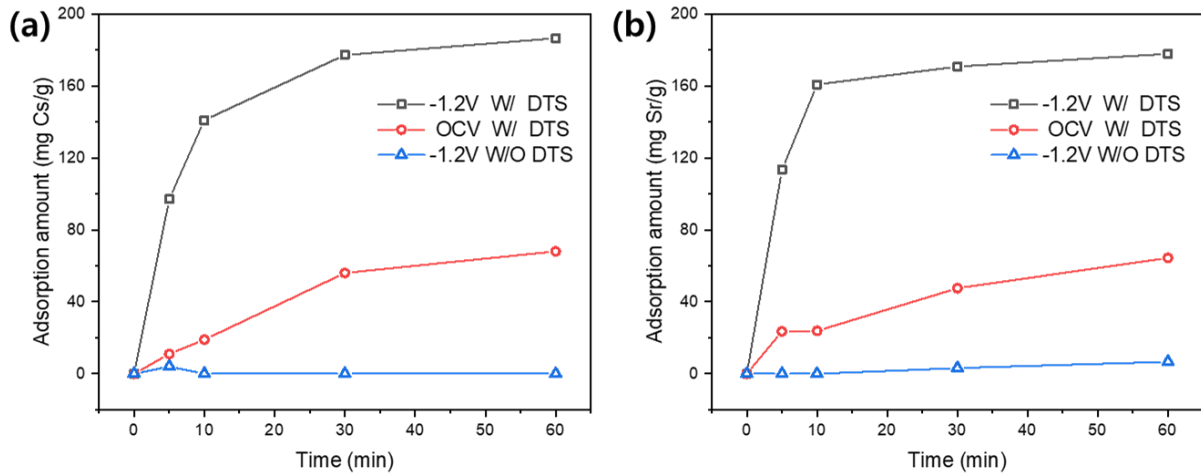 (a)
200
160
120
80
40
0
Adsorption amount (mg Cs/g)
-1.2V W/ DTS
OCV W/ DTS
-1.2V W/O DTS
0 10 20 30 40 50 60
Time (min)
(b)
200
160
120
80
40
0
Adsorption amount (mg Sr/g)
-1.2V W/ DTS
OCV W/ DTS
-1.2V W/O DTS
0 10 20 30 40 50 60
Time (min)